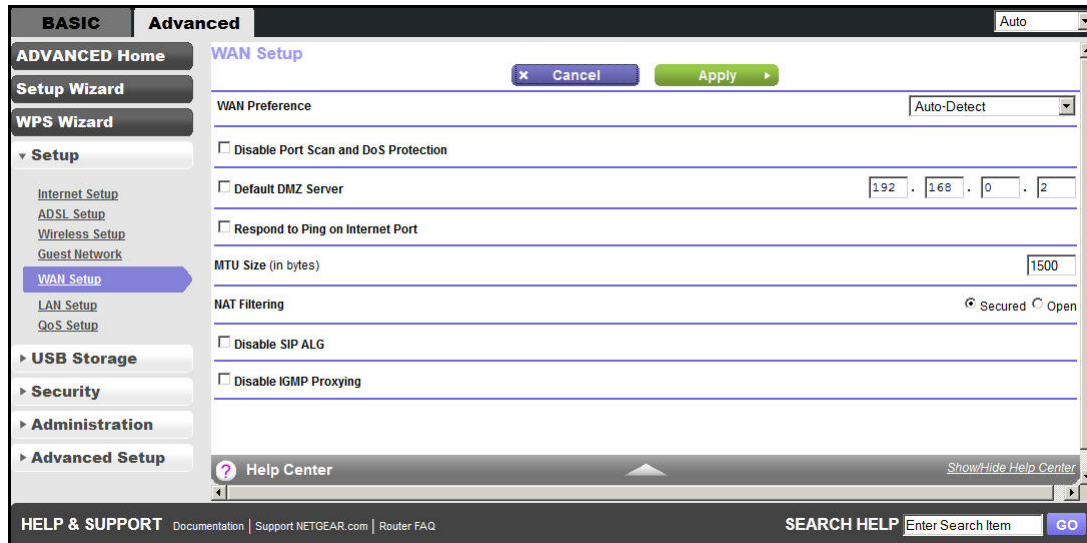 BASIC
Advanced
Auto
ADVANCED Home
Setup Wizard
WPS Wizard
Setup
Internet Setup
ADSL Setup
Wireless Setup
Guest Network
WAN Setup
LAN Setup
QoS Setup
USB Storage
Security
Administration
Advanced Setup
WAN Setup
× Cancel
Apply
WAN Preference Auto-Detect
Disable Port Scan and DoS Protection
Default DMZ Server 192 . 168 . 0 . 2
Respond to Ping on Internet Port
MTU Size (in bytes) 1500
NAT Filtering Secured Open
Disable SIP ALG
Disable IGMP Proxying
? Help Center Show/Hide Help Center
HELP & SUPPORT Documentation | Support NETGEAR.com | Router FAQ SEARCH HELP Enter Search Item GO